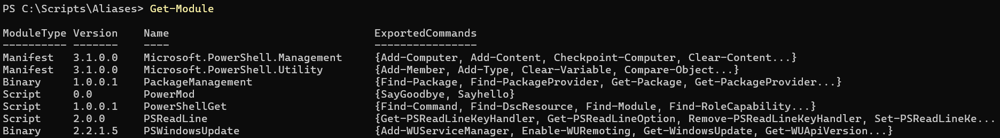 PS C:\Scripts\Aliases> Get-Module
ModuleType Version    Name                                ExportedCommands
---------- -------    ----                                ----------------
Manifest   3.1.0.0    Microsoft.PowerShell.Management     {Add-Computer, Add-Content, Checkpoint-Computer, Clear-Content...}
Manifest   3.1.0.0    Microsoft.PowerShell.Utility        {Add-Member, Add-Type, Clear-Variable, Compare-Object...}
Binary     1.0.0.1    PackageManagement                   {Find-Package, Find-PackageProvider, Get-Package, Get-PackageProvider...}
Script     0.0        PowerMod                            {SayGoodbye, Sayhello}
Script     1.0.0.1    PowerShellGet                       {Find-Command, Find-DscResource, Find-Module, Find-RoleCapability...}
Script     2.0.0      PSReadLine                          {Get-PSReadLineKeyHandler, Get-PSReadLineOption, Remove-PSReadLineKeyHandler, Set-PSReadLineKe...
Binary     2.2.1.5    PSWindowsUpdate                     {Add-WUServiceManager, Enable-WURemoting, Get-WindowsUpdate, Get-WUApiVersion...}